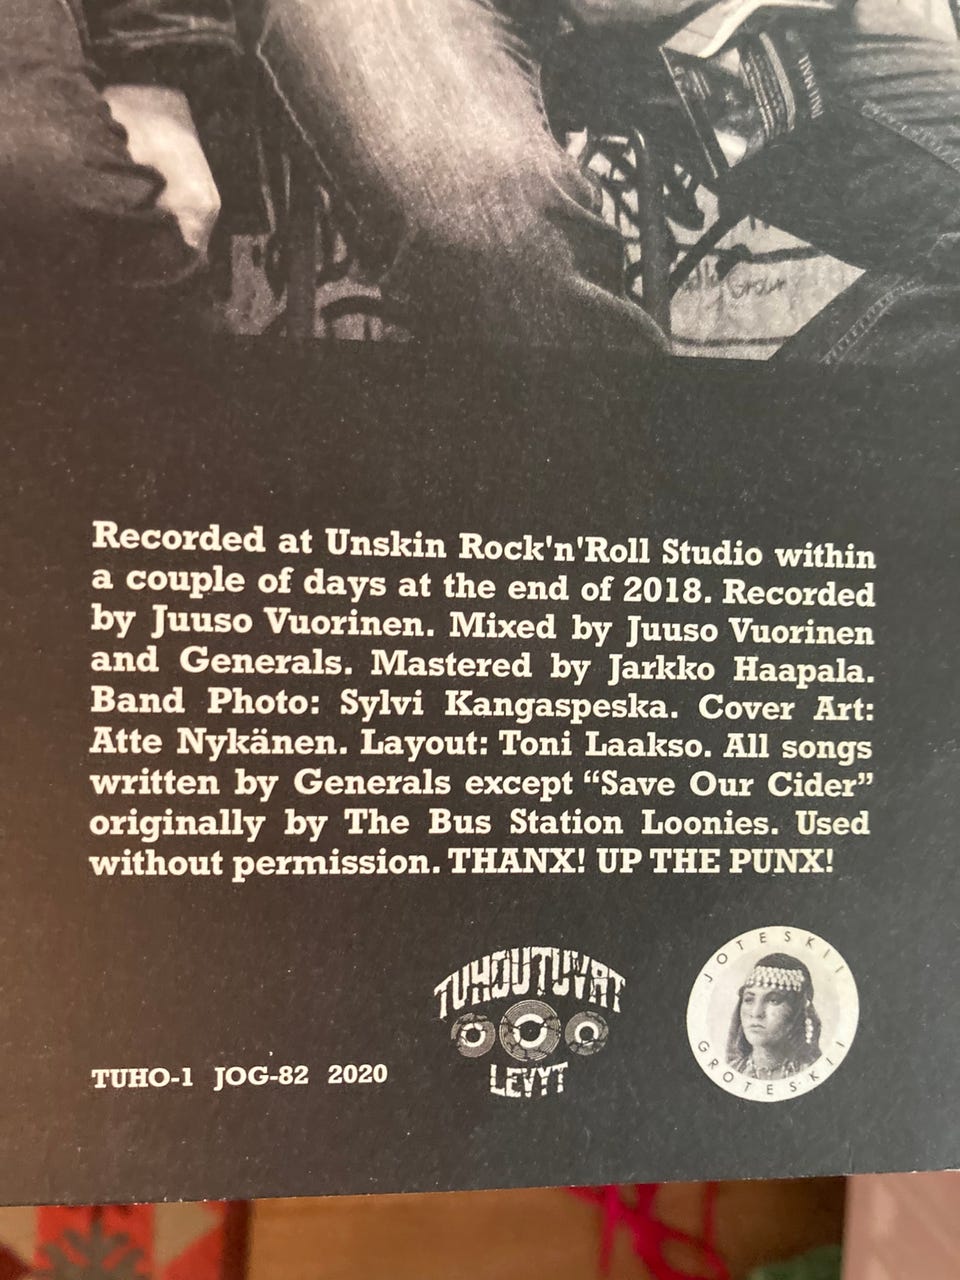 Recorded at Unskin Rock'n'Roll Studio within
a couple of days at the end of 2018. Recorded
by Juuso Vuorinen. Mixed by Juuso Vuorinen
and Generals. Mastered by Jarkko Haapala.
Band Photo: Sylvi Kangaspeska. Cover Art:
Atte Nykänen. Layout: Toni Laakso. All songs
written by Generals except “Save Our Cider”
originally by The Bus Station Loonies. Used
without permission. THANX! UP THE PUNX!
TUHOUTUVAT
LEVYT
JOTESKII
GROTESKII
TUHO-1 JOG-82 2020